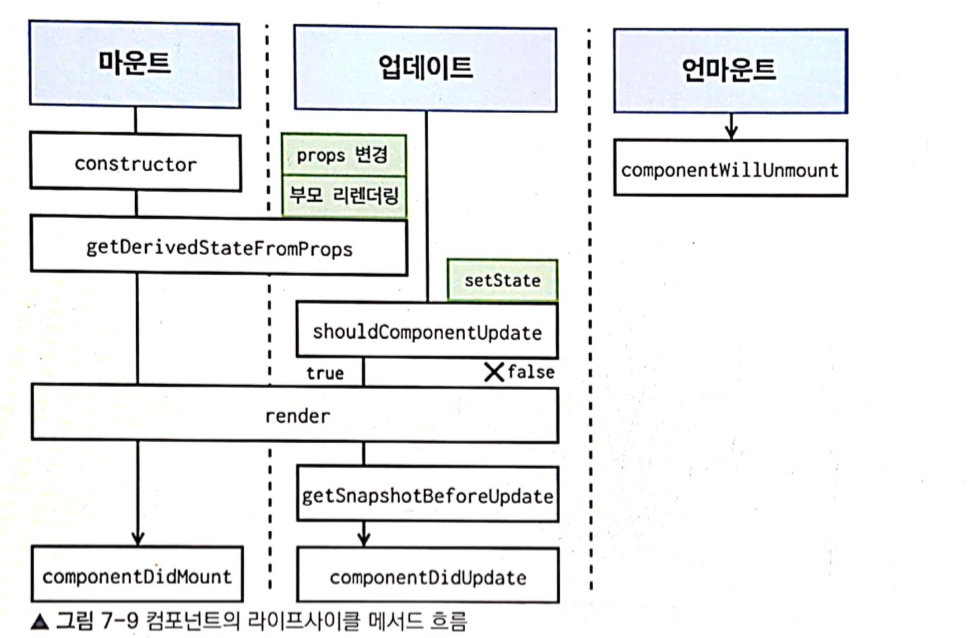 마운트
업데이트
언마운트
constructor
props 변경
부모 리렌더링
componentWillUnmount
getDerivedStateFromProps
setState
shouldComponentUpdate
true
false
render
getSnapshotBeforeUpdate
componentDidMount
componentDidUpdate
▲ 그림 7-9 컴포넌트의 라이프사이클 메서드 흐름